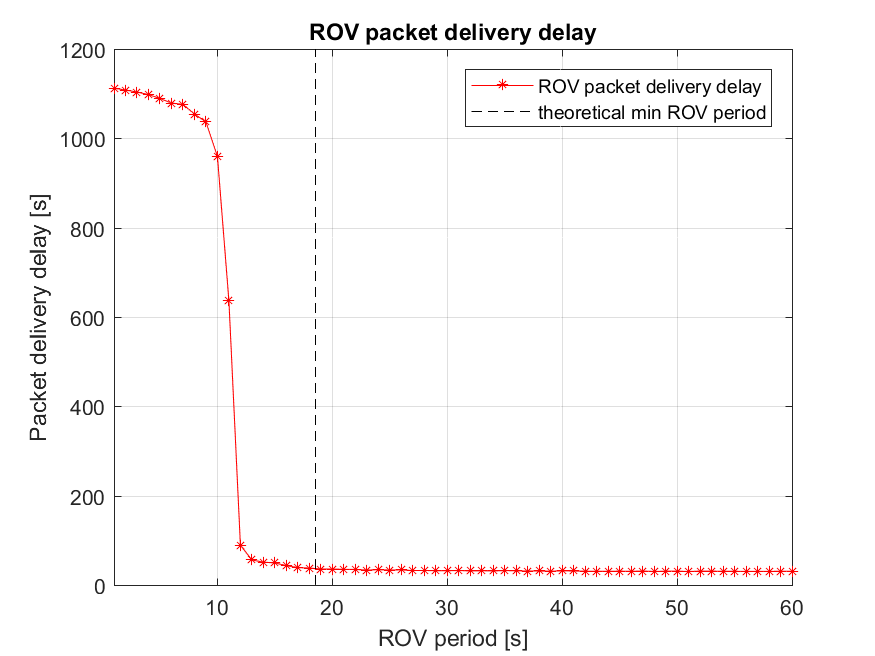 ROV packet delivery delay
1200
1000
800
600
400
200
0
Packet delivery delay [s]
ROV packet delivery delay
theoretical min ROV period
10
20
30
40
50
60
ROV period [s]